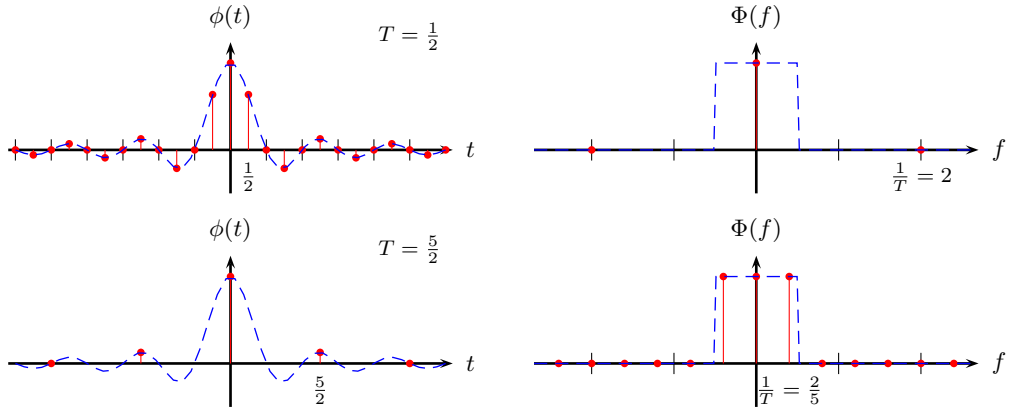 ϕ(t)
T = 1/2
t
1/2
Φ(f)
f
1/T = 2
ϕ(t)
T = 5/2
t
5/2
Φ(f)
f
1/T = 2/5